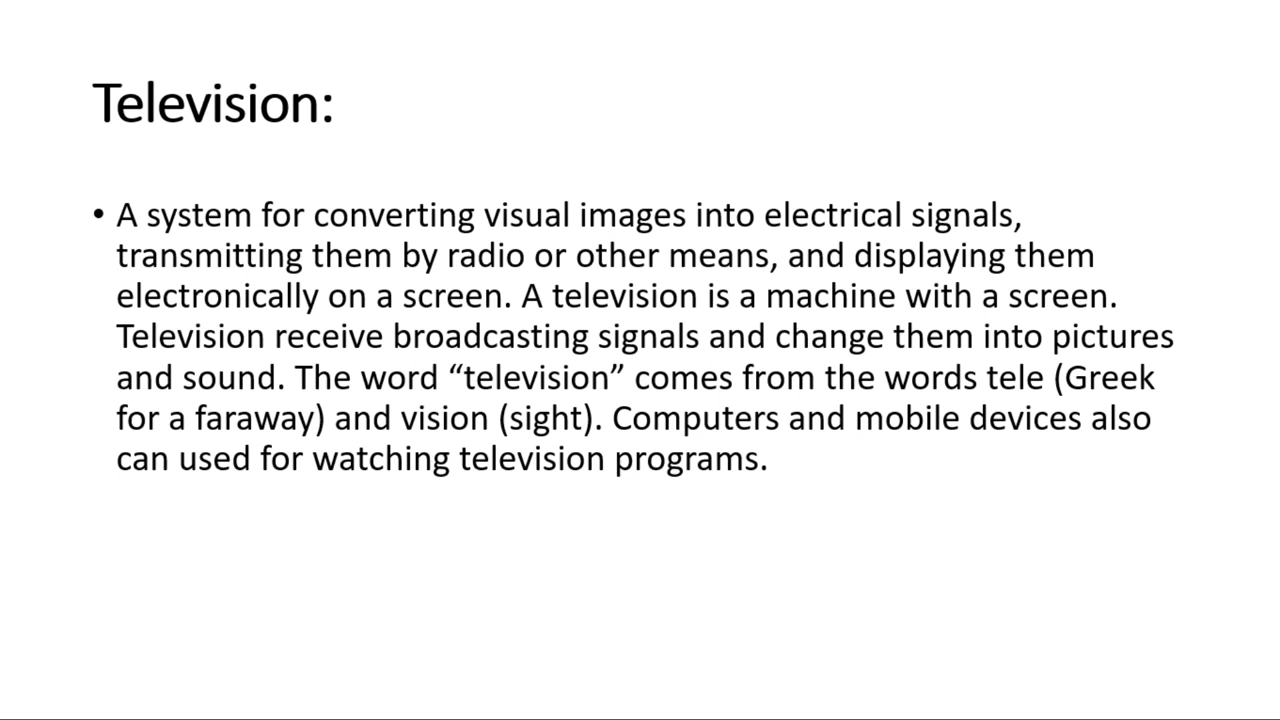 Television:
• A system for converting visual images into electrical signals,
transmitting them by radio or other means, and displaying them
electronically on a screen. A television is a machine with a screen.
Television receive broadcasting signals and change them into pictures
and sound. The word “television” comes from the words tele (Greek
for a faraway) and vision (sight). Computers and mobile devices also
can used for watching television programs.